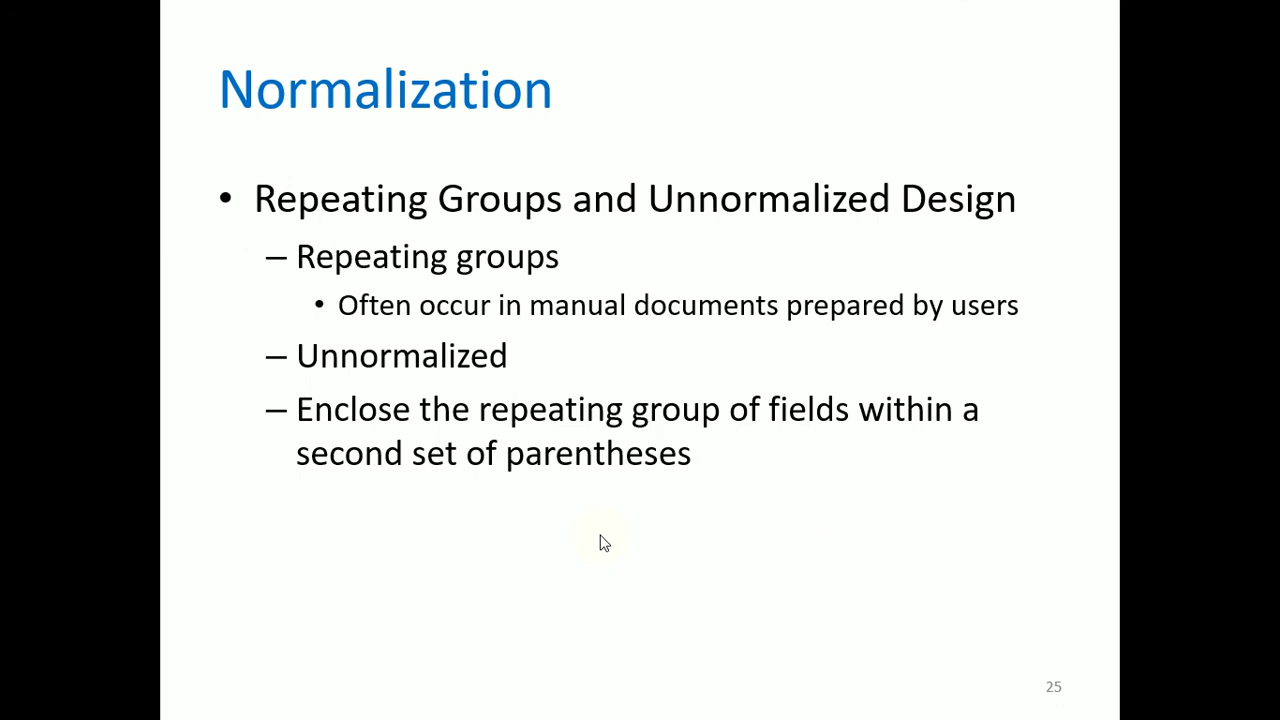 Normalization
• Repeating Groups and Unnormalized Design
– Repeating groups
• Often occur in manual documents prepared by users
– Unnormalized
– Enclose the repeating group of fields within a
second set of parentheses
25